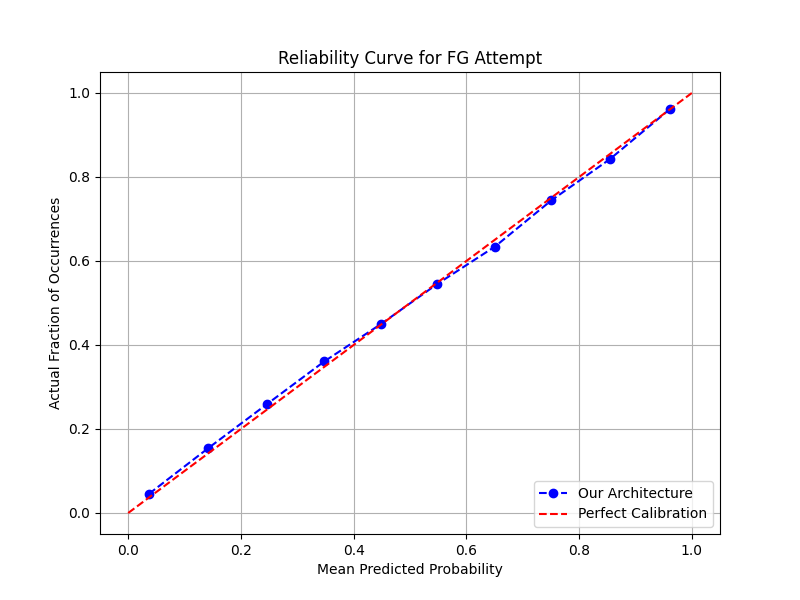 Reliability Curve for FG Attempt
1.0
0.8
0.6
0.4
0.2
0.0
Actual Fraction of Occurrences
Our Architecture
Perfect Calibration
0.0 0.2 0.4 0.6 0.8 1.0
Mean Predicted Probability